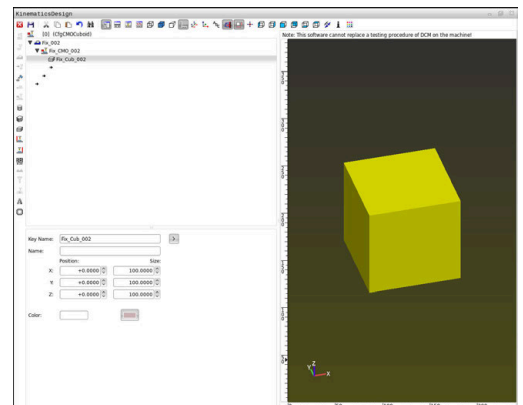 KinematicsDesign
[0] (CfgCMOCuboid)
Note: This software cannot replace a testing procedure of DCM on the machine!
Fix_002
Fix_CMO_002
Fix_Cub_002
Key Name: Fix_Cub_002 >
Name:
Position: Size:
X: +0.0000 100.0000
Y: +0.0000 100.0000
Z: +0.0000 100.0000
Color:
Z
Y
X